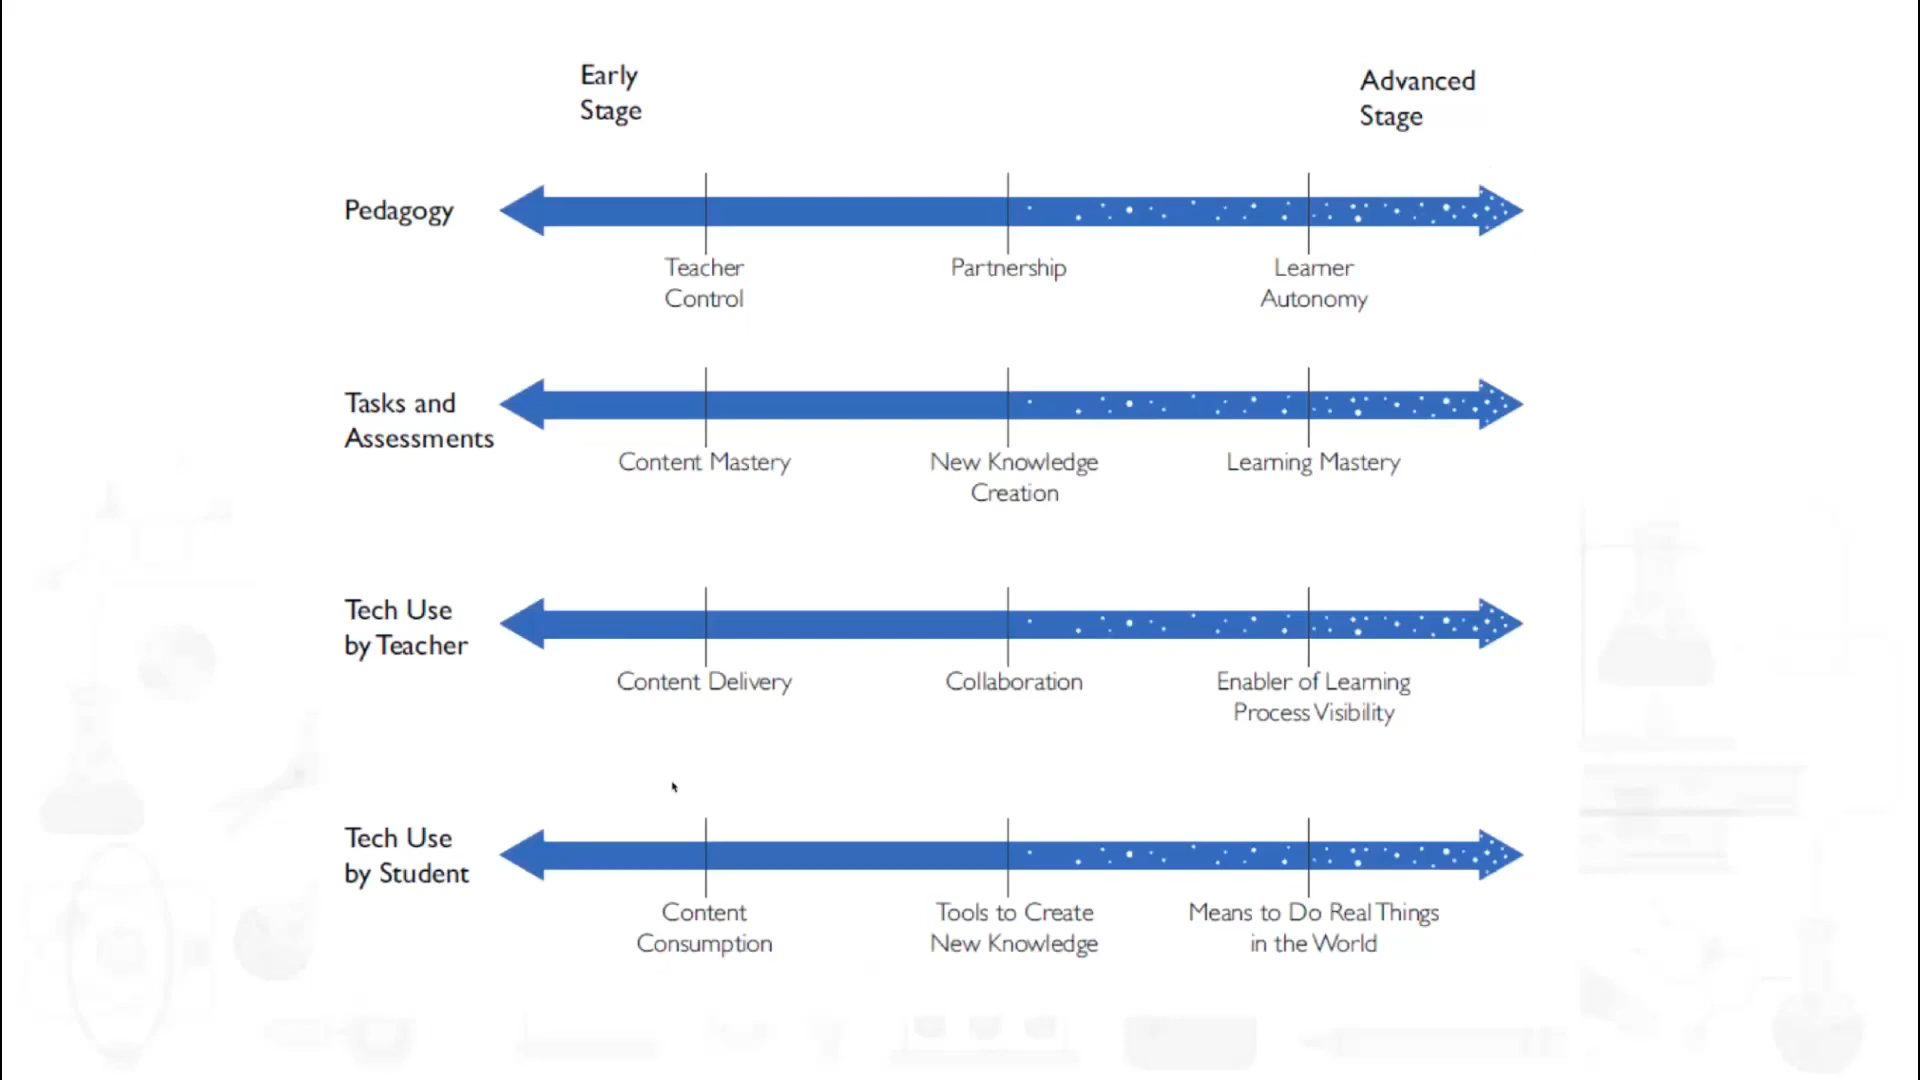 Early
Stage
Advanced
Stage
Pedagogy
Teacher
Control
Partnership
Learner
Autonomy
Tasks and
Assessments
Content Mastery
New Knowledge
Creation
Learning Mastery
Tech Use
by Teacher
Content Delivery
Collaboration
Enabler of Learning
Process Visibility
Tech Use
by Student
Content
Consumption
Tools to Create
New Knowledge
Means to Do Real Things
in the World